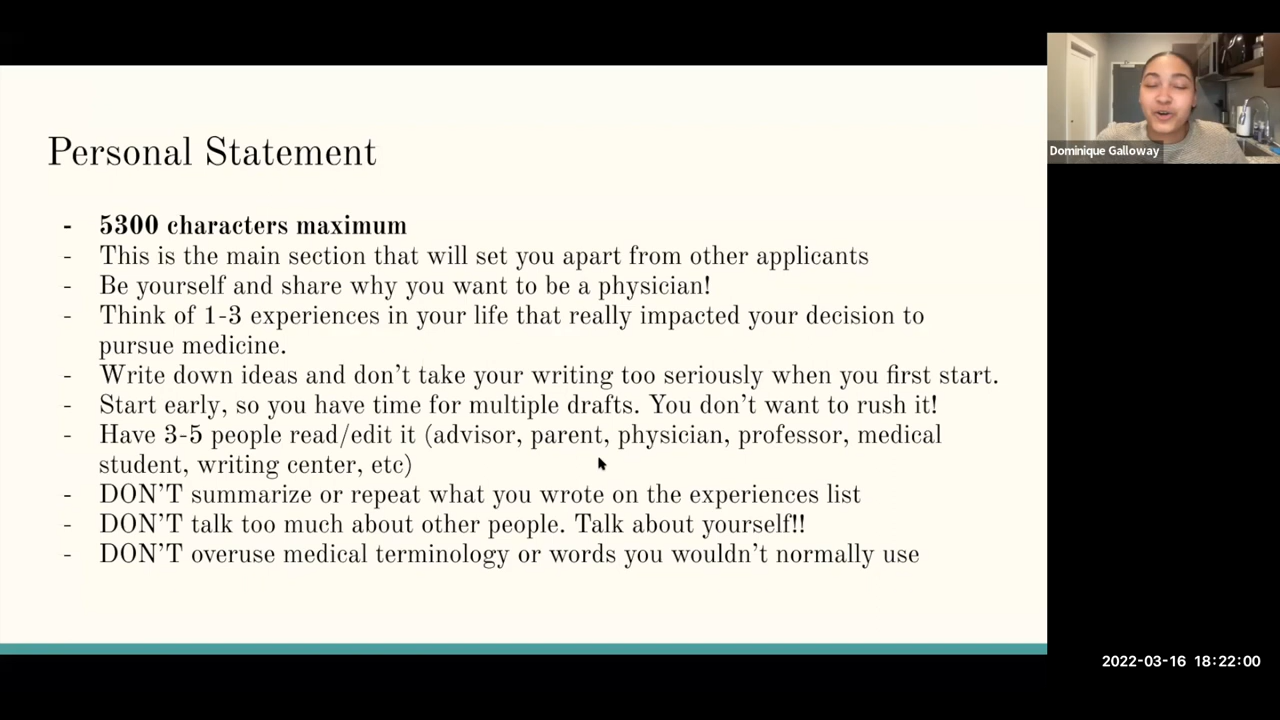 Personal Statement
- 5300 characters maximum
- This is the main section that will set you apart from other applicants
- Be yourself and share why you want to be a physician!
- Think of 1-3 experiences in your life that really impacted your decision to
pursue medicine.
- Write down ideas and don't take your writing too seriously when you first start.
- Start early, so you have time for multiple drafts. You don't want to rush it!
- Have 3-5 people read/edit it (advisor, parent, physician, professor, medical
student, writing center, etc)
- DON'T summarize or repeat what you wrote on the experiences list
- DON'T talk too much about other people. Talk about yourself!!
- DON'T overuse medical terminology or words you wouldn't normally use
Dominique Galloway
2022-03-16 18:22:00